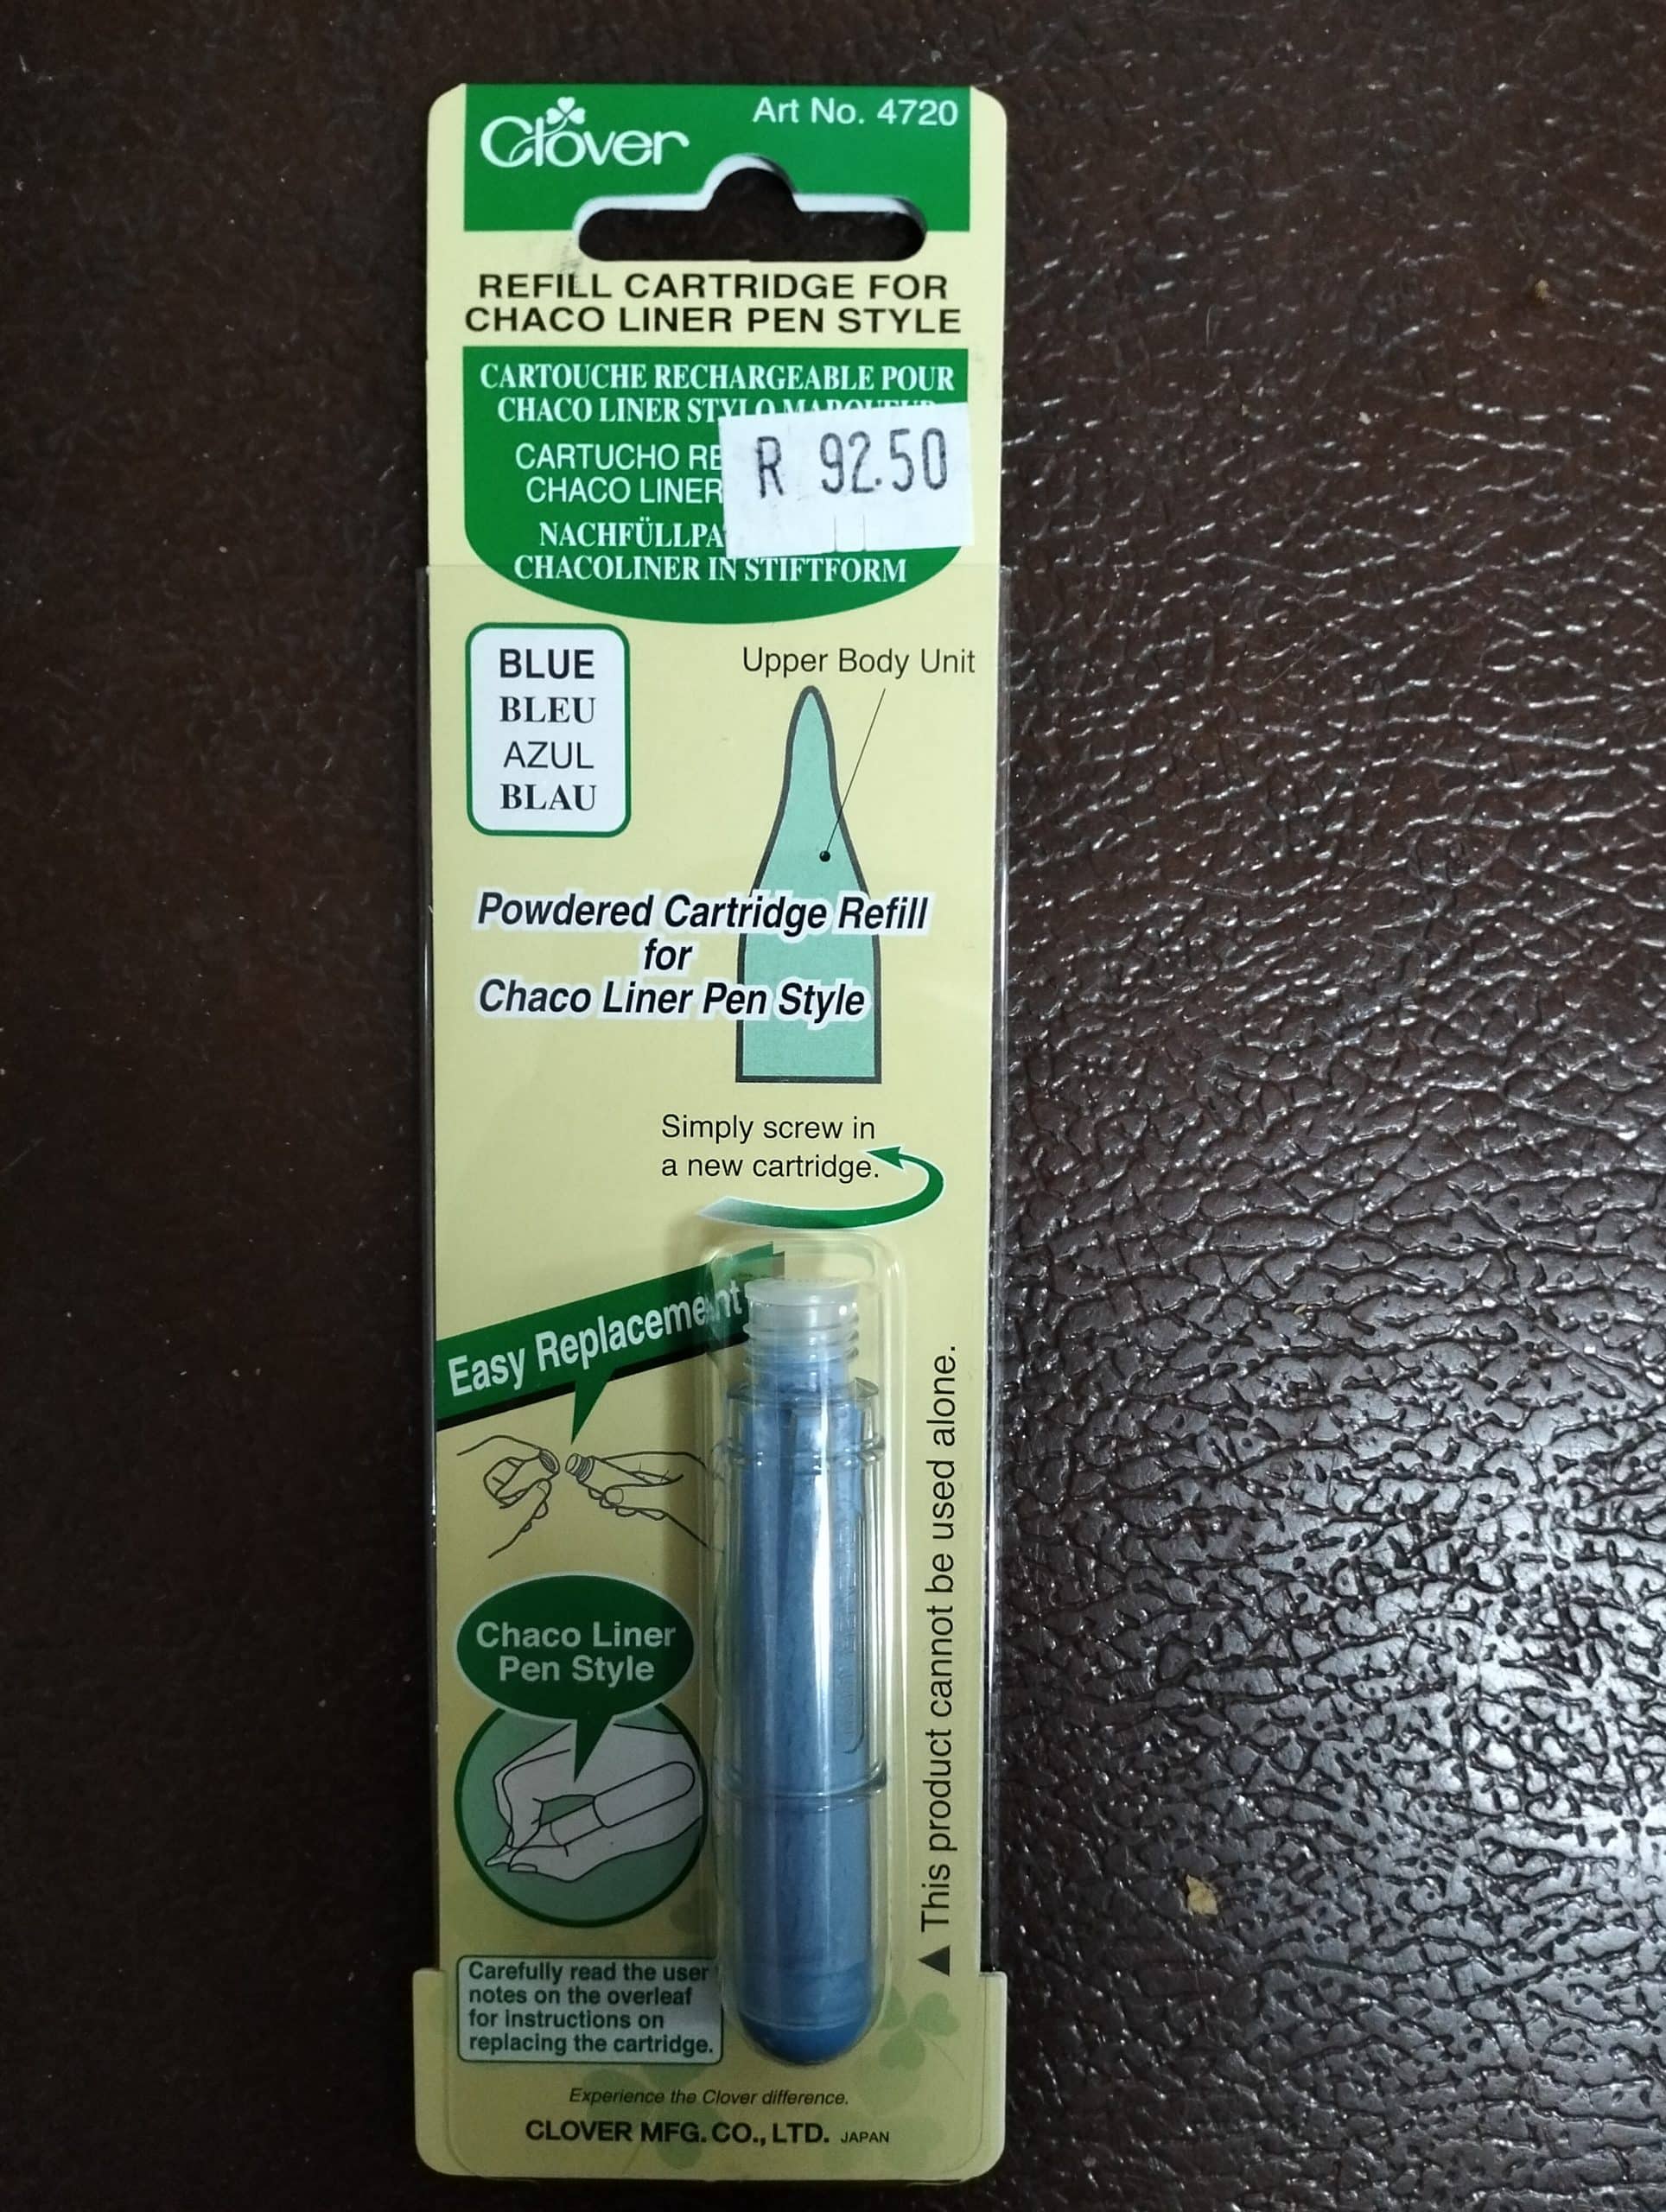 Clover
Art No. 4720
REFILL CARTRIDGE FOR
CHACO LINER PEN STYLE
CARTOUCHE RECHARGEABLE POUR
CHACO LINER STYLO MARQUEUR
CARTUCHO
CHACO LINER
R 92.50
CHACOLINER IN STIFTFORM
BLUE
BLEU
AZUL
BLAU
Upper Body Unit
Powdered Cartridge Refill
for
Chaco Liner Pen Style
Simply screw in
a new cartridge.
Easy Replacement
Chaco Liner
Pen Style
▲ This product cannot be used alone.
Carefully read the user
notes on the overleaf
for instructions on
replacing the cartridge.
Experience the Clover difference.
CLOVER MFG. CO., LTD. JAPAN